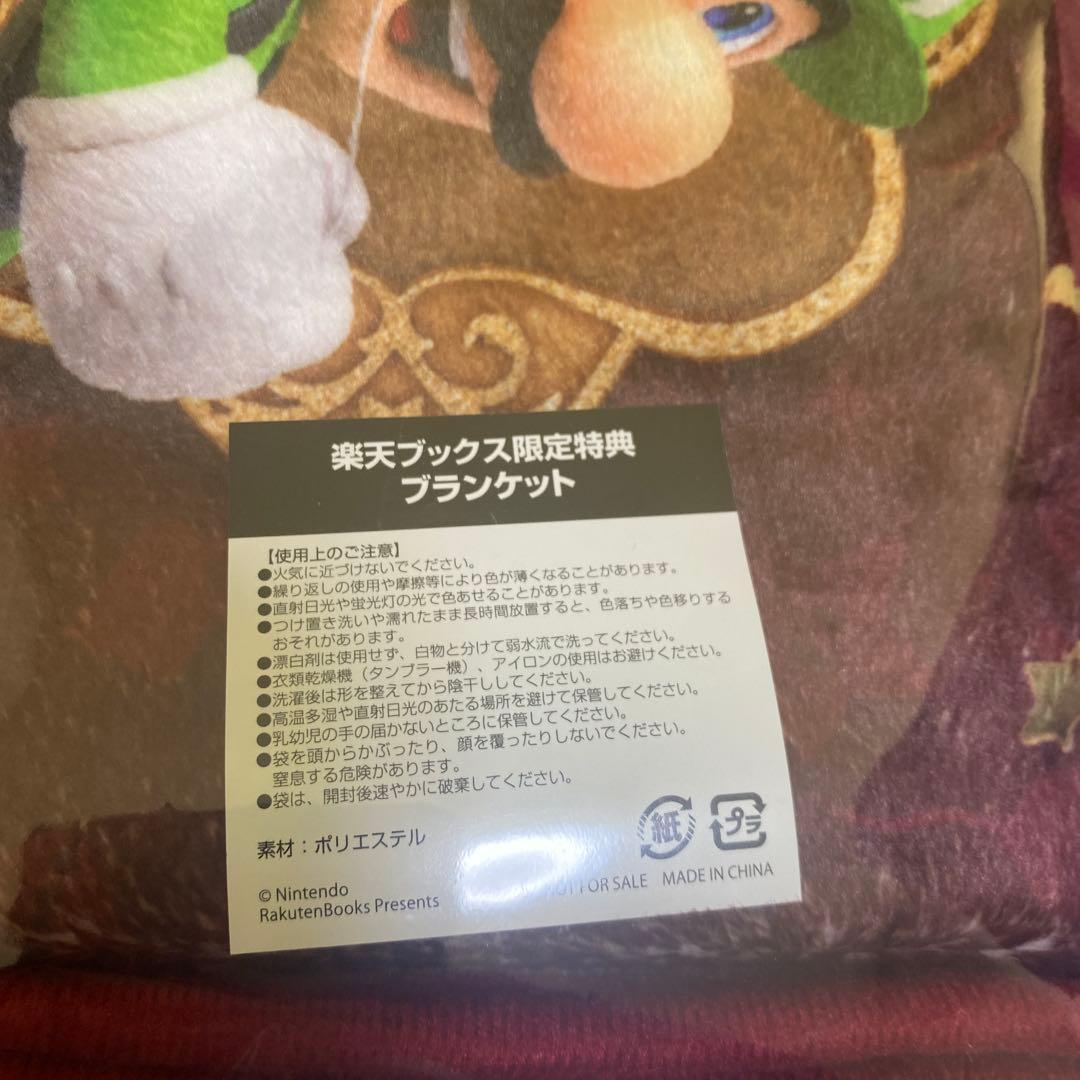 楽天ブックス限定特典
ブランケット
【使用上のご注意】
●火気に近づけないでください。
●繰り返しの使用や摩擦等により色が薄くなることがあります。
●直射日光や蛍光灯の光で色あせることがあります。
●つけ置き洗いや濡れたまま長時間放置すると、色落ちや色移りする
おそれがあります。
●漂白剤は使用せず、白物と分けて弱水流で洗ってください。
●衣類乾燥機（タンブラー機）、アイロンの使用はお避けください。
●洗濯後は形を整えてから陰干ししてください。
●高温多湿や直射日光のあたる場所を避けて保管してください。
●乳幼児の手の届かないところに保管してください。
●袋を頭からかぶったり、顔を覆ったりしないでください。
窒息する危険があります。
●袋は、開封後速やかに破棄してください。
素材：ポリエステル
紙
プラ
© Nintendo
RakutenBooks Presents
NOT FOR SALE MADE IN CHINA